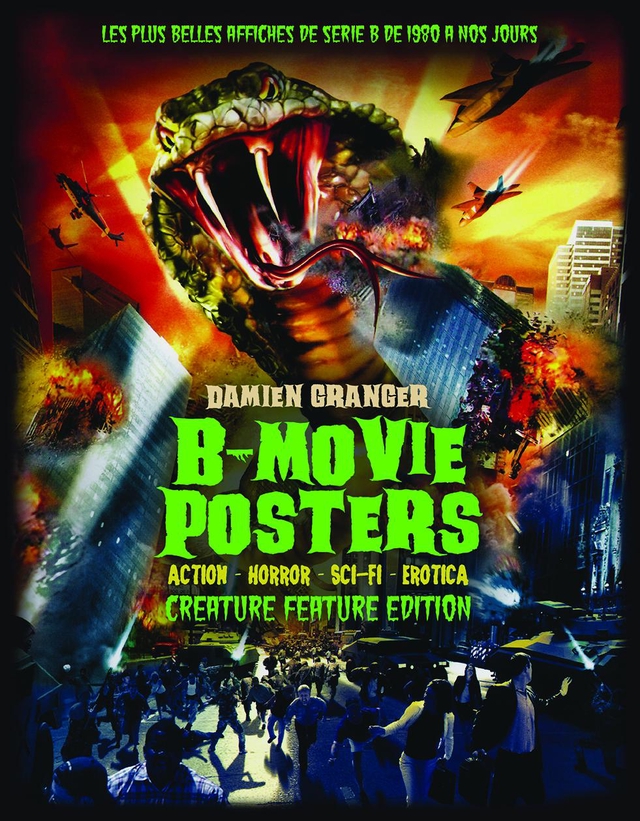 LES PLUS BELLES AFFICHES DE SERIE B DE 1980 A NOS JOURS
DAMIEN GRANGER
B-MOVIE
POSTERS
ACTION - HORROR - SCI-FI - EROTICA
CREATURE FEATURE EDITION